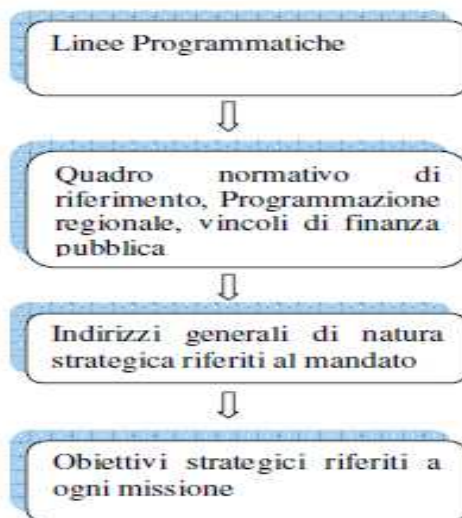 Linee Programmatiche
Quadro normativo di
riferimento, Programmazione
regionale, vincoli di finanza
pubblica
Indirizzi generali di natura
strategica riferiti al mandato
Obiettivi strategici riferiti a
ogni missione